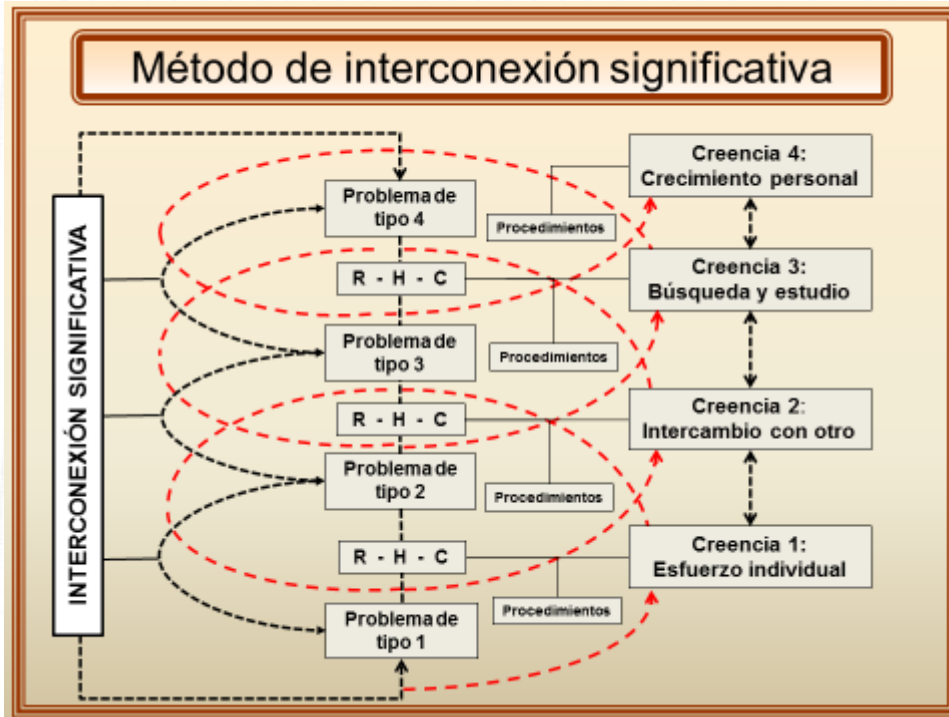 Método de interconexión significativa
INTERCONEXIÓN SIGNIFICATIVA
Problema de
tipo 4
R - H - C
Problema de
tipo 3
R - H - C
Problema de
tipo 2
R - H - C
Problema de
tipo 1
Procedimientos
Procedimientos
Procedimientos
Procedimientos
Creencia 4:
Crecimiento personal
Creencia 3:
Búsqueda y estudio
Creencia 2:
Intercambio con otro
Creencia 1:
Esfuerzo individual